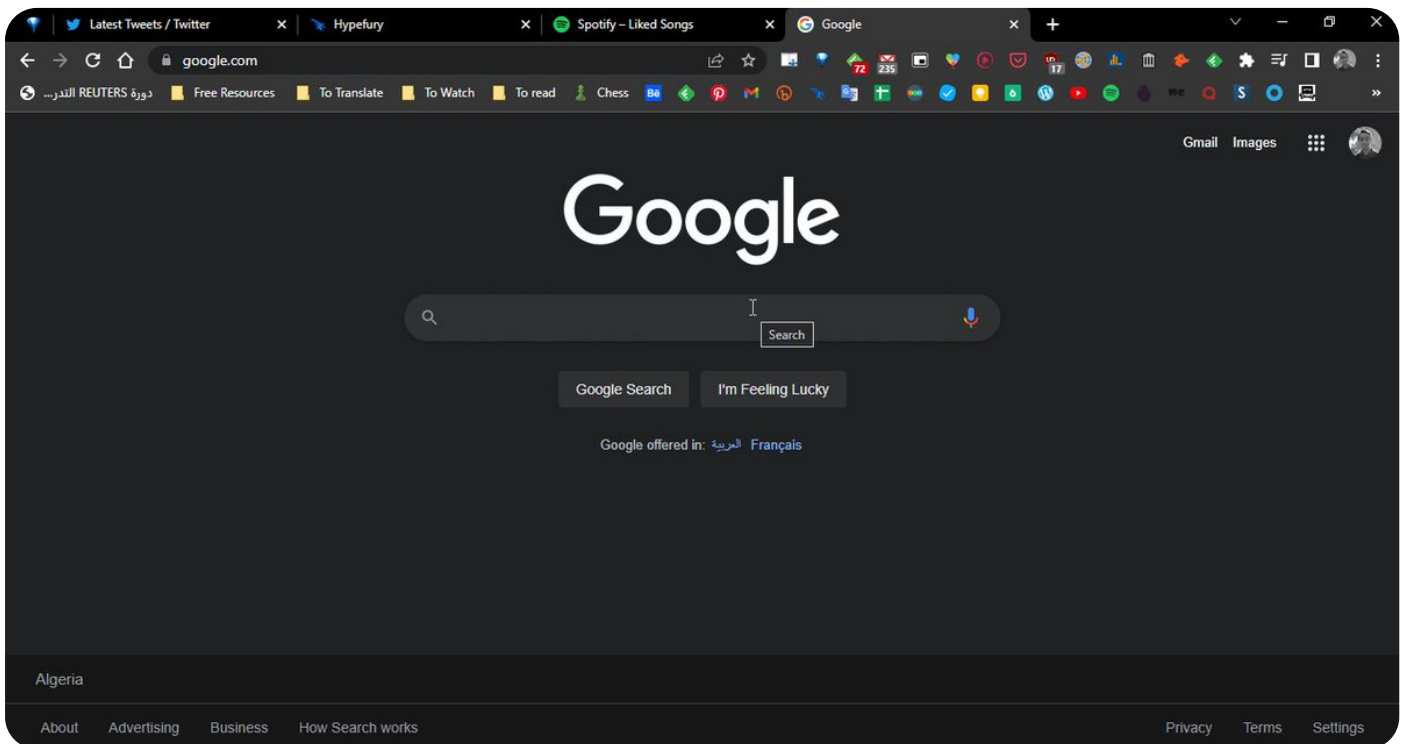 Latest Tweets / Twitter Hypefury Spotify – Liked Songs Google
google.com 72 235 17
دورة REUTERS التدر... Free Resources To Translate To Watch To read Chess Bē S
Gmail Images
Google
Search
Google Search I'm Feeling Lucky
Google offered in: العربية Français
Algeria
About Advertising Business How Search works Privacy Terms Settings